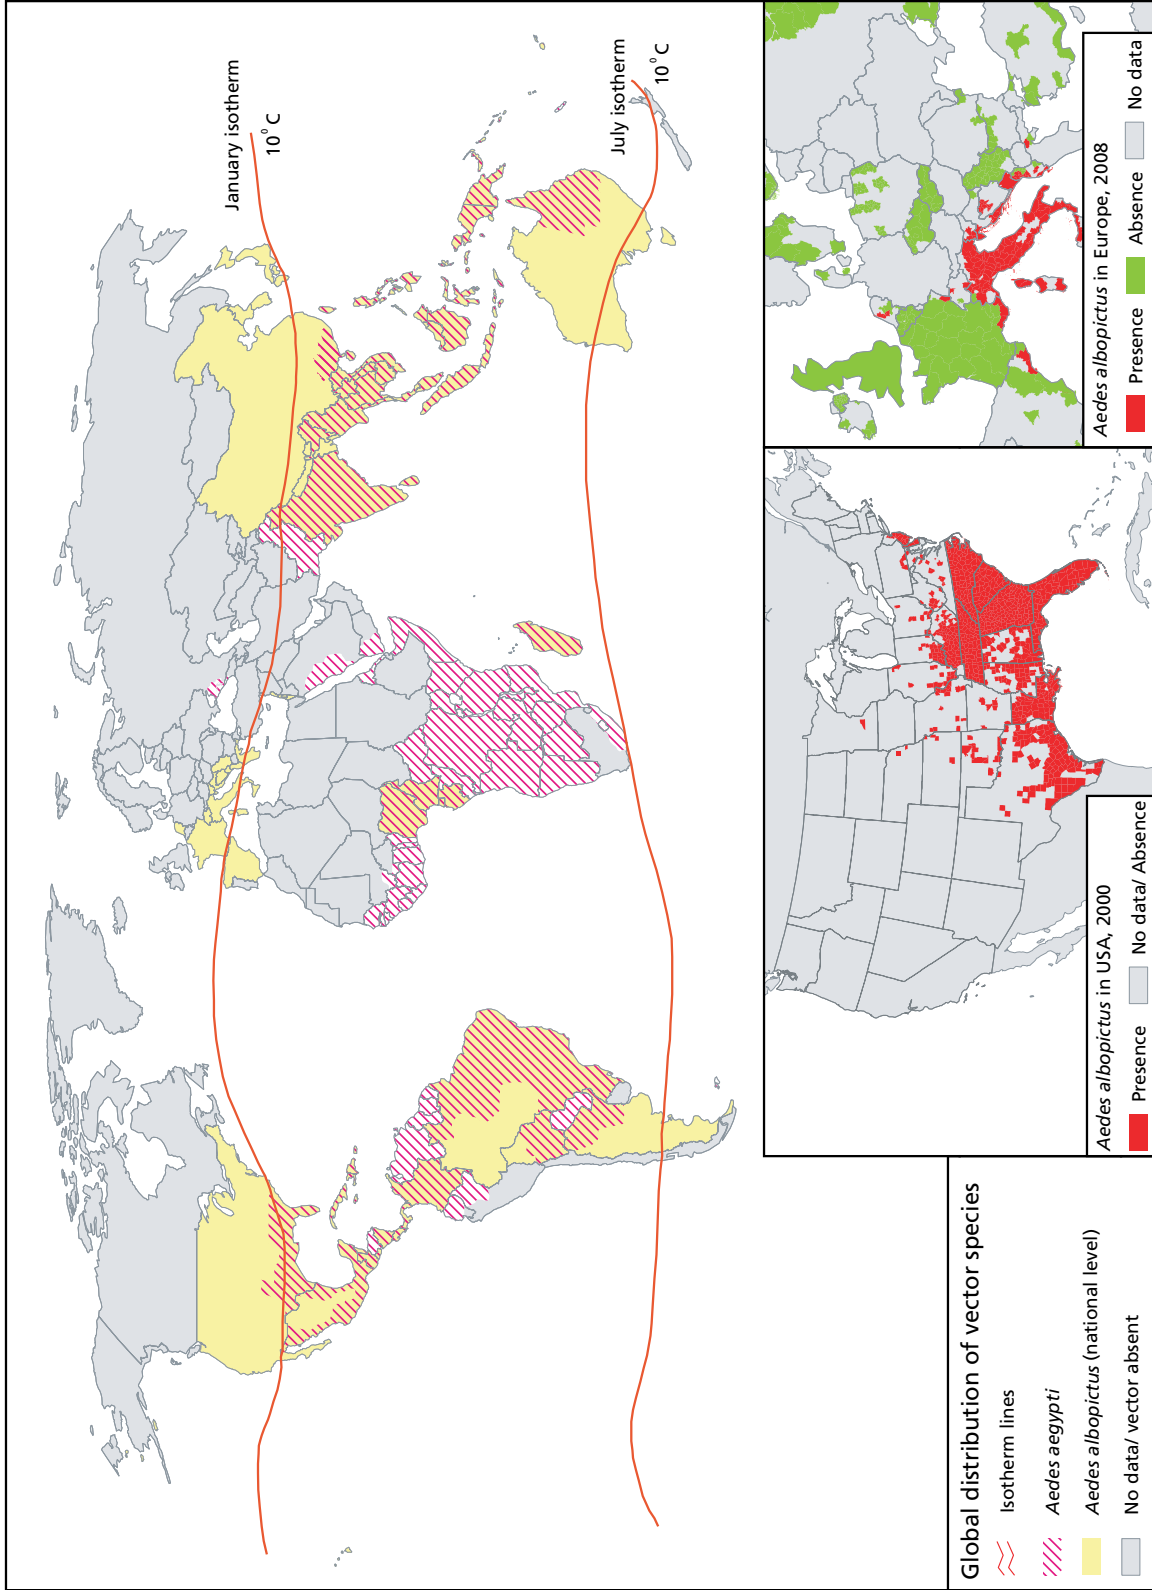 January isotherm
10⁰ C
July isotherm
10⁰ C
Global distribution of vector species
Isotherm lines
Aedes aegypti
Aedes albopictus (national level)
No data/ vector absent
Aedes albopictus in USA, 2000
Presence
No data/ Absence
Aedes albopictus in Europe, 2008
Presence
Absence
No data